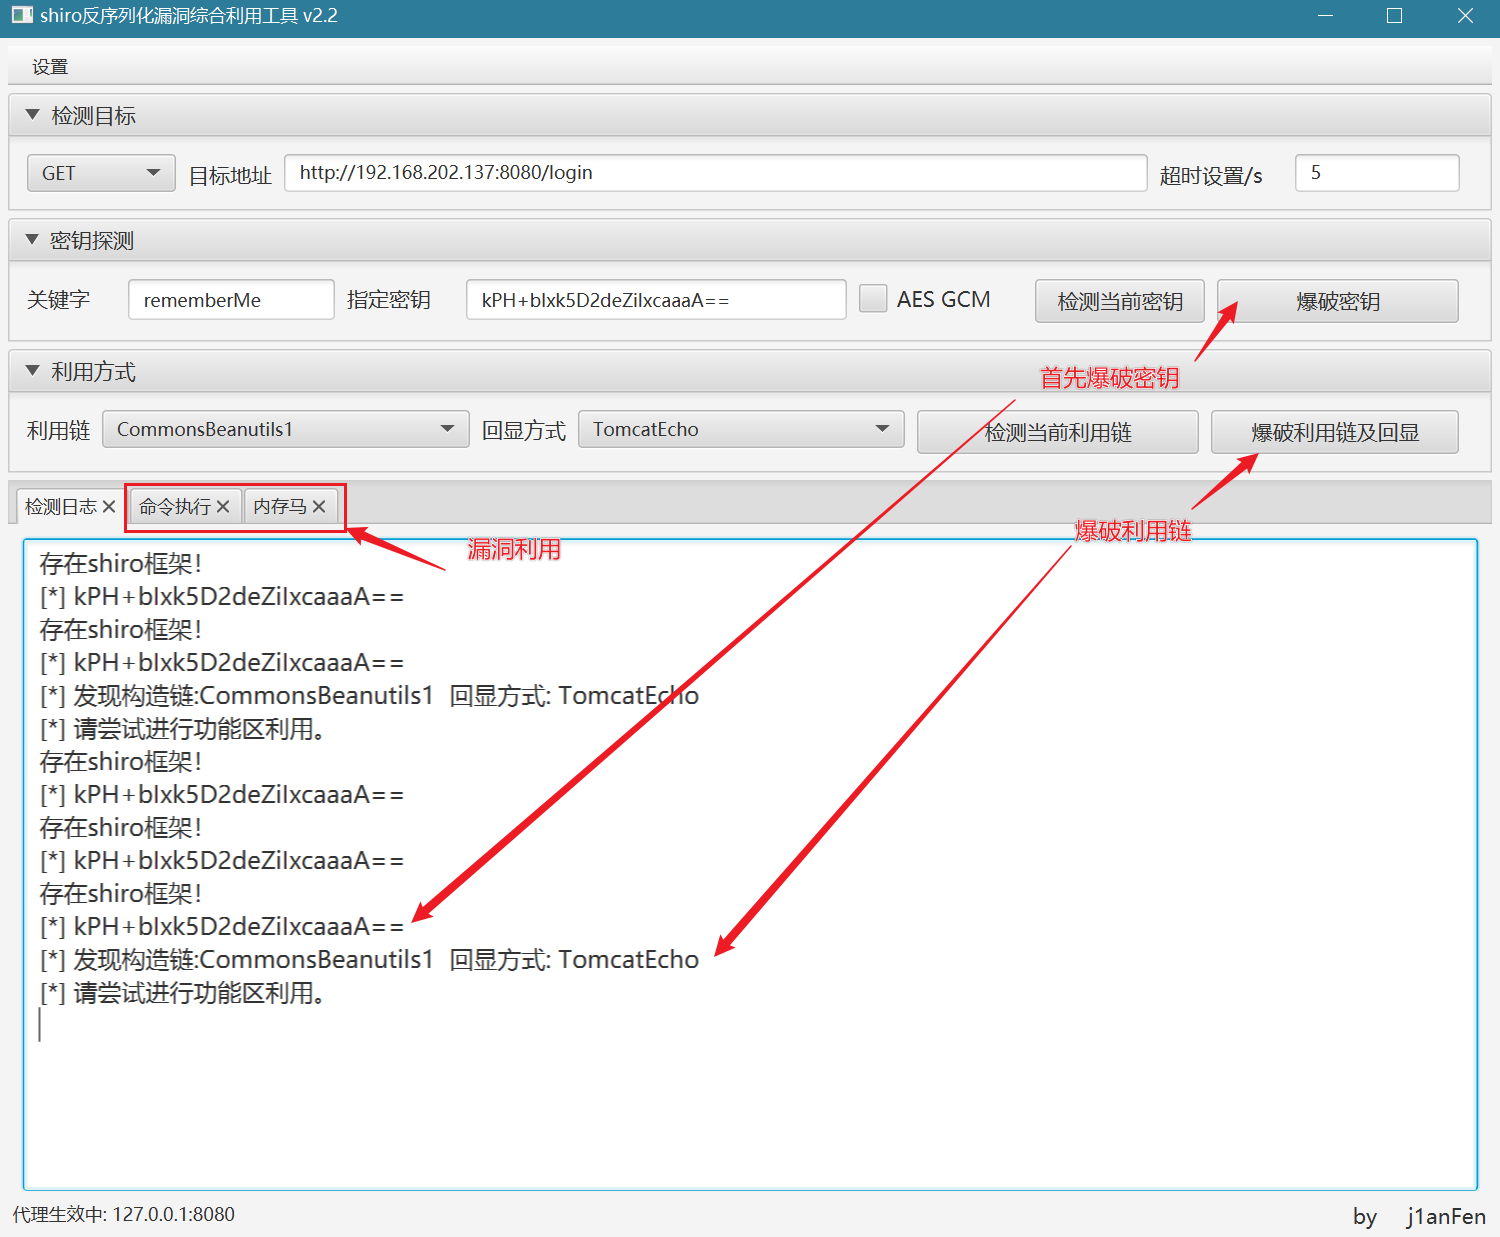 shiro反序列化漏洞综合利用工具 v2.2
设置
检测目标
GET 目标地址 http://192.168.202.137:8080/login 超时设置/s 5
密钥探测
关键字 rememberMe 指定密钥 kPH+bIxk5D2deZiIxcaaaA== AES GCM 检测当前密钥 爆破密钥
首先爆破密钥
利用方式
利用链 CommonsBeanutils1 回显方式 TomcatEcho 检测当前利用链 爆破利用链及回显
检测日志 命令执行 内存马
爆破利用链
漏洞利用
存在shiro框架！
[*] kPH+bIxk5D2deZiIxcaaaA==
存在shiro框架！
[*] kPH+bIxk5D2deZiIxcaaaA==
[*] 发现构造链:CommonsBeanutils1 回显方式: TomcatEcho
[*] 请尝试进行功能区利用。
存在shiro框架！
[*] kPH+bIxk5D2deZiIxcaaaA==
存在shiro框架！
[*] kPH+bIxk5D2deZiIxcaaaA==
存在shiro框架！
[*] kPH+bIxk5D2deZiIxcaaaA==
[*] 发现构造链:CommonsBeanutils1 回显方式: TomcatEcho
[*] 请尝试进行功能区利用。
代理生效中: 127.0.0.1:8080
by j1anFen